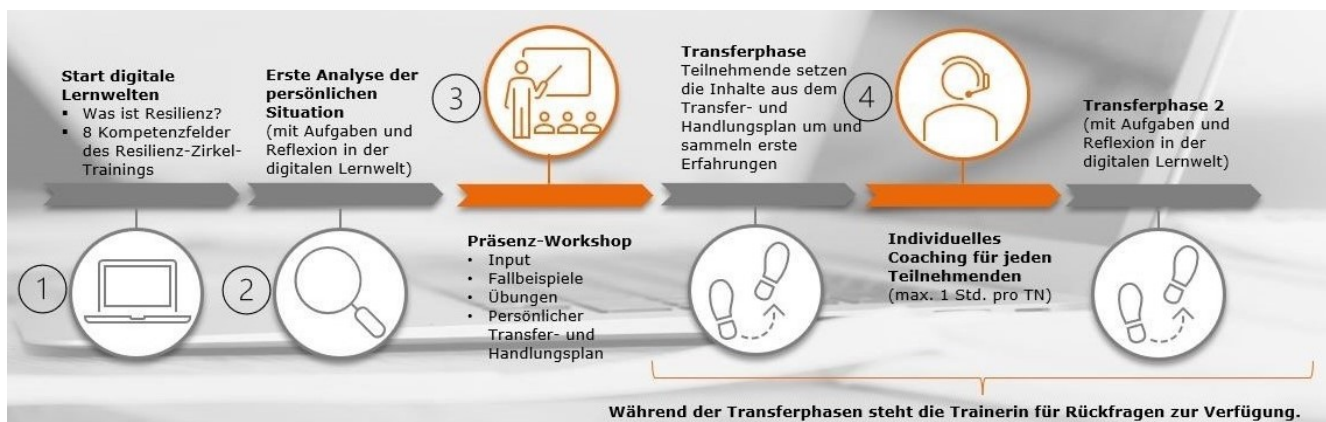 Start digitale
Lernwelten
▪ Was ist Resilienz?
▪ 8 Kompetenzfelder
des Resilienz-Zirkel-
Trainings
1
Erste Analyse der
persönlichen
Situation
(mit Aufgaben und
Reflexion in der
digitalen Lernwelt)
2
3
Präsenz-Workshop
• Input
• Fallbeispiele
• Übungen
• Persönlicher
Transfer- und
Handlungsplan
Transferphase
Teilnehmende setzen
die Inhalte aus dem
Transfer- und
Handlungsplan um und
sammeln erste
Erfahrungen
4
Individuelles
Coaching für jeden
Teilnehmenden
(max. 1 Std. pro TN)
Transferphase 2
(mit Aufgaben und
Reflexion in der
digitalen Lernwelt)
Während der Transferphasen steht die Trainerin für Rückfragen zur Verfügung.